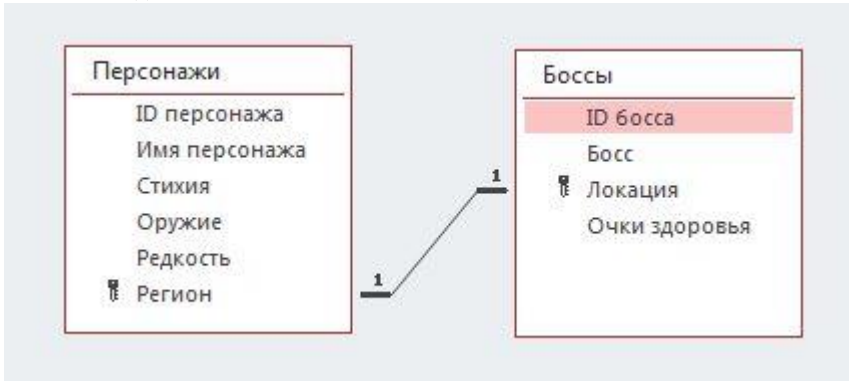 Персонажи
ID персонажа
Имя персонажа
Стихия
Оружие
Редкость
Регион
1
1
Боссы
ID босса
Босс
Локация
Очки здоровья